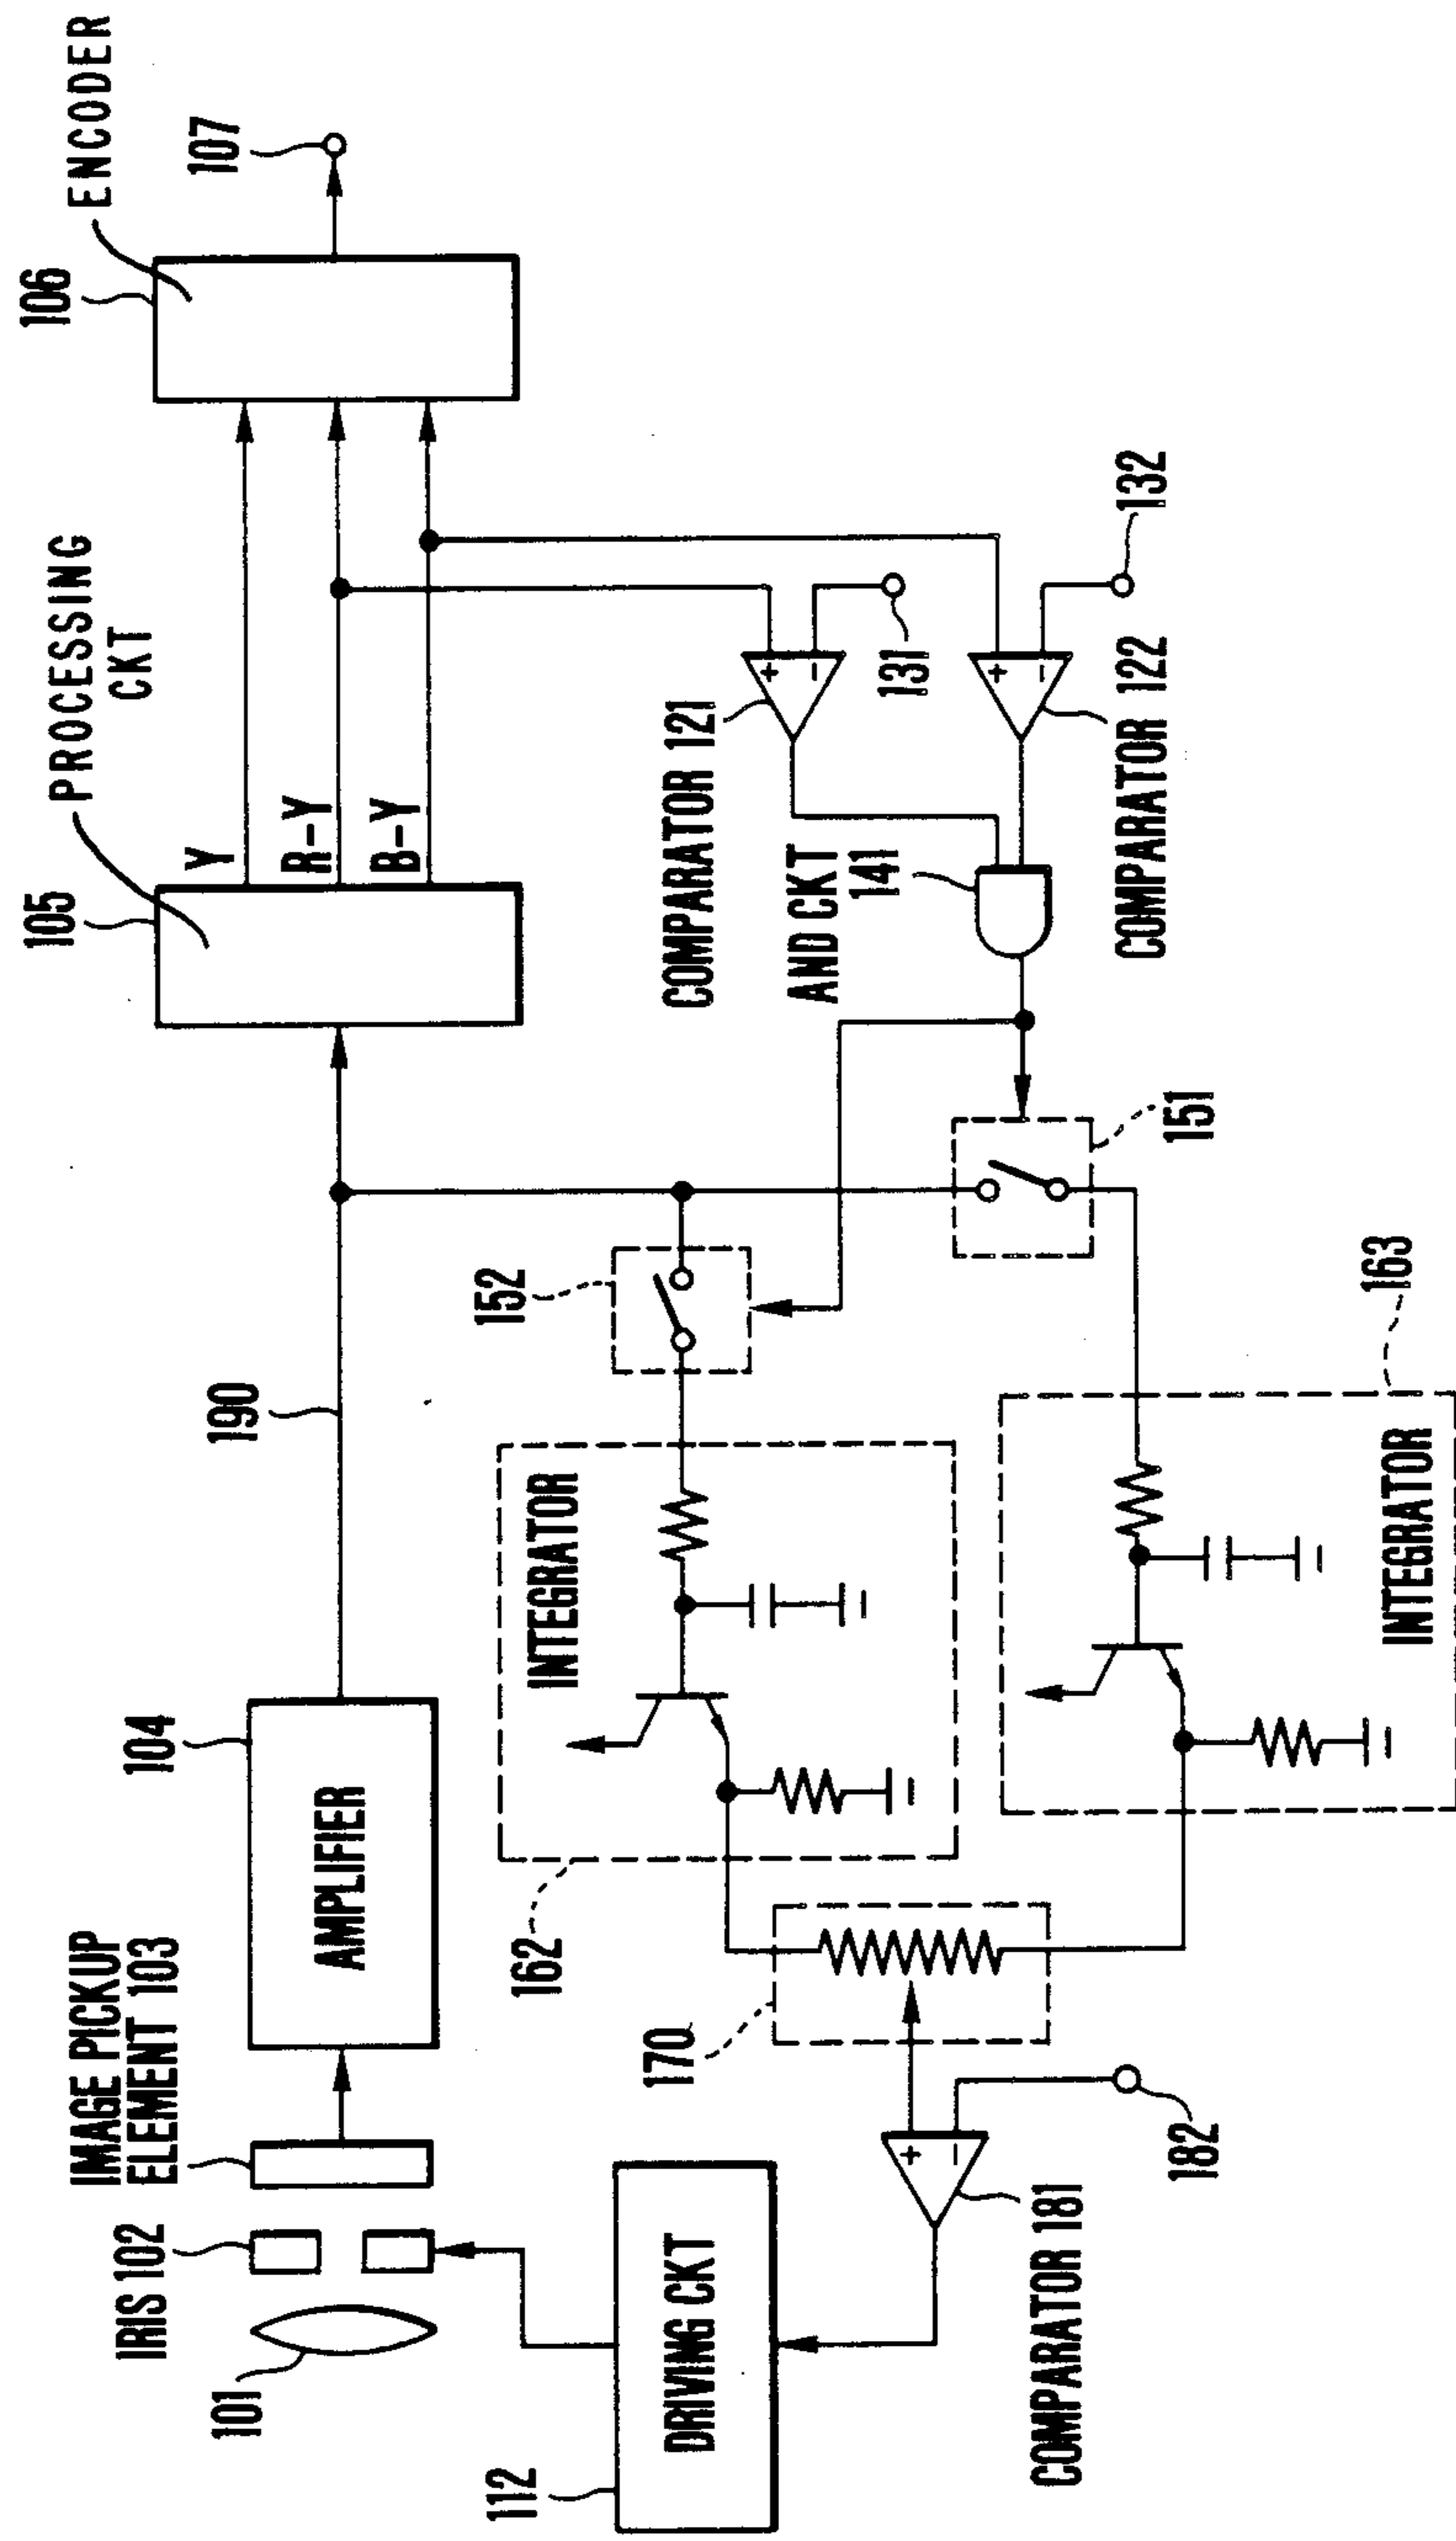 101
IRIS 102
IMAGE PICKUP
ELEMENT 103
104
AMPLIFIER
190
105
PROCESSING
CKT
Y
R-Y
B-Y
106
ENCODER
107
112
DRIVING CKT
170
162
INTEGRATOR
152
COMPARATOR 121
+
-
131
AND CKT
141
COMPARATOR 122
+
-
132
151
163
INTEGRATOR
COMPARATOR 181
+
-
182